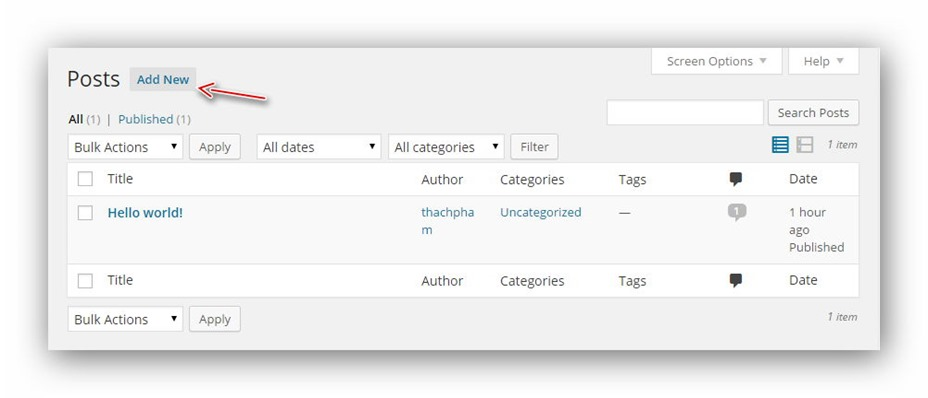 Screen Options ▼ Help ▼
Posts Add New
All (1) | Published (1) Search Posts
Bulk Actions ▼ Apply All dates ▼ All categories ▼ Filter 1 item
Title Author Categories Tags Date
Hello world! thachpha Uncategorized — 1 1 hour
m ago
Published
Title Author Categories Tags Date
Bulk Actions ▼ Apply 1 item